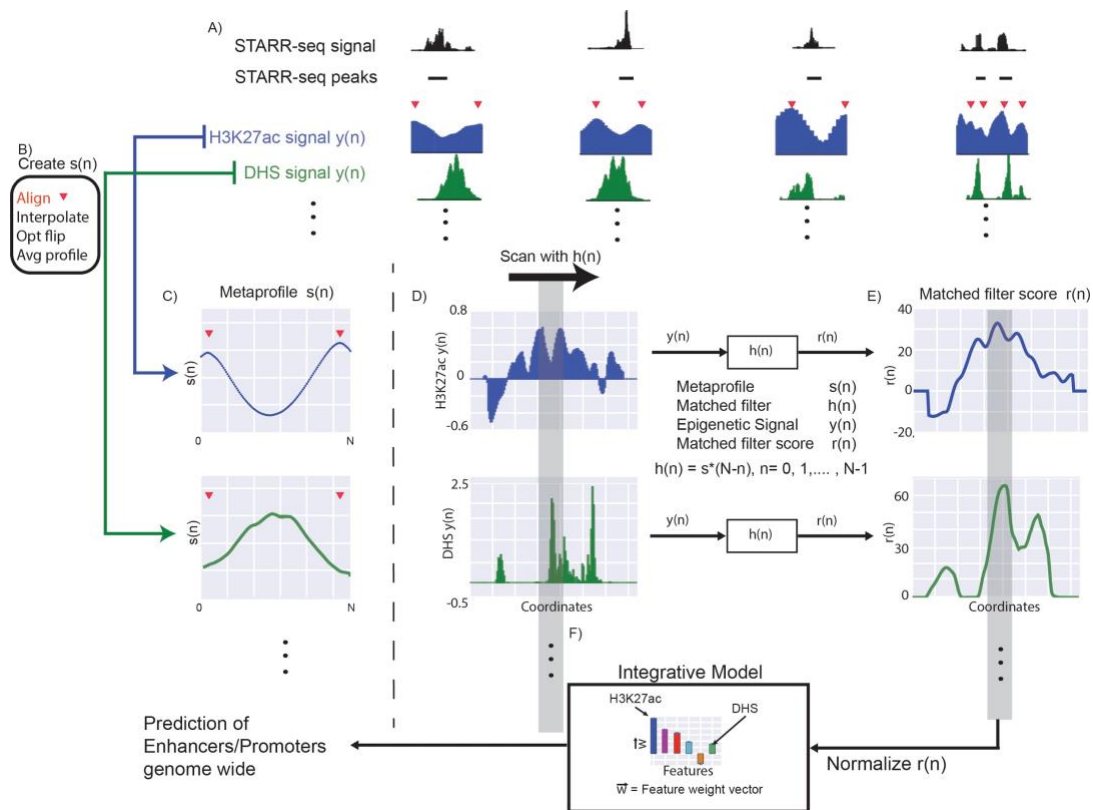 A)
STARR-seq signal
STARR-seq peaks
H3K27ac signal y(n)
DHS signal y(n)
B)
Create s(n)
Align
Interpolate
Opt flip
Avg profile
C)
Metaprofile s(n)
s(n)
0 N
s(n)
0 N
Scan with h(n)
D)
0.8
H3K27ac y(n)
0
-0.6
2.5
DHS y(n)
-0.5
Coordinates
y(n) h(n) r(n)
Metaprofile s(n)
Matched filter h(n)
Epigenetic Signal y(n)
Matched filter score r(n)
h(n) = s*(N-n), n= 0, 1,.... , N-1
y(n) h(n) r(n)
E)
Matched filter score r(n)
40
20
r(n)
0
-20
60
r(n)
30
0
Coordinates
F)
Integrative Model
H3K27ac
DHS
w
Features
w = Feature weight vector
Normalize r(n)
Prediction of
Enhancers/Promoters
genome wide